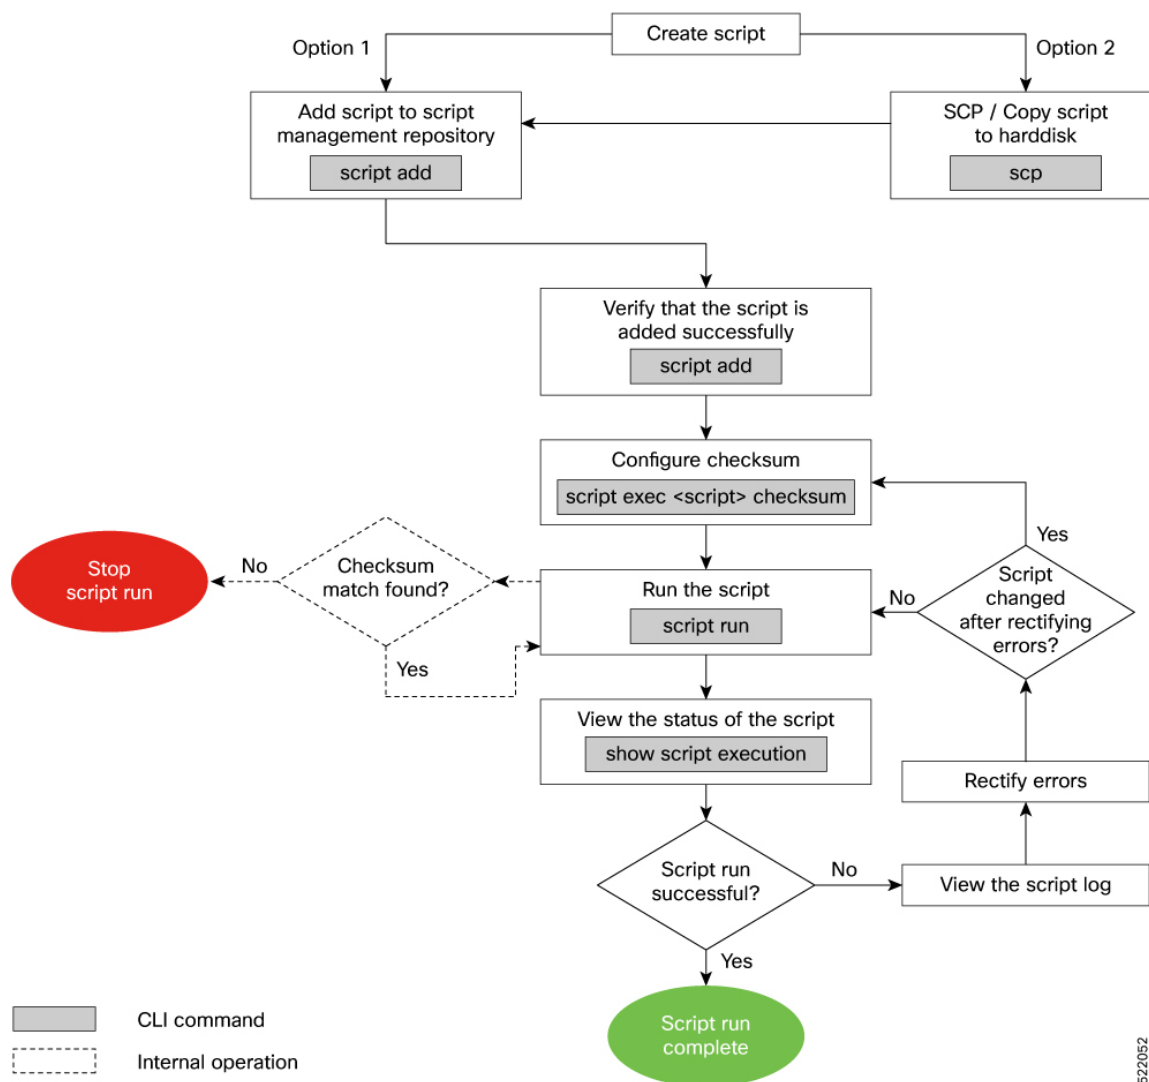 Create script
Option 1
Option 2
Add script to script
management repository
script add
SCP / Copy script
to harddisk
scp
Verify that the script is
added successfully
script add
Configure checksum
script exec <script> checksum
Yes
Stop
script run
No
Checksum
match found?
Yes
Run the script
script run
No
Script
changed
after rectifying
errors?
View the status of the script
show script execution
Rectify errors
Script run
successful?
No
View the script log
Yes
Script run
complete
CLI command
Internal operation
522052